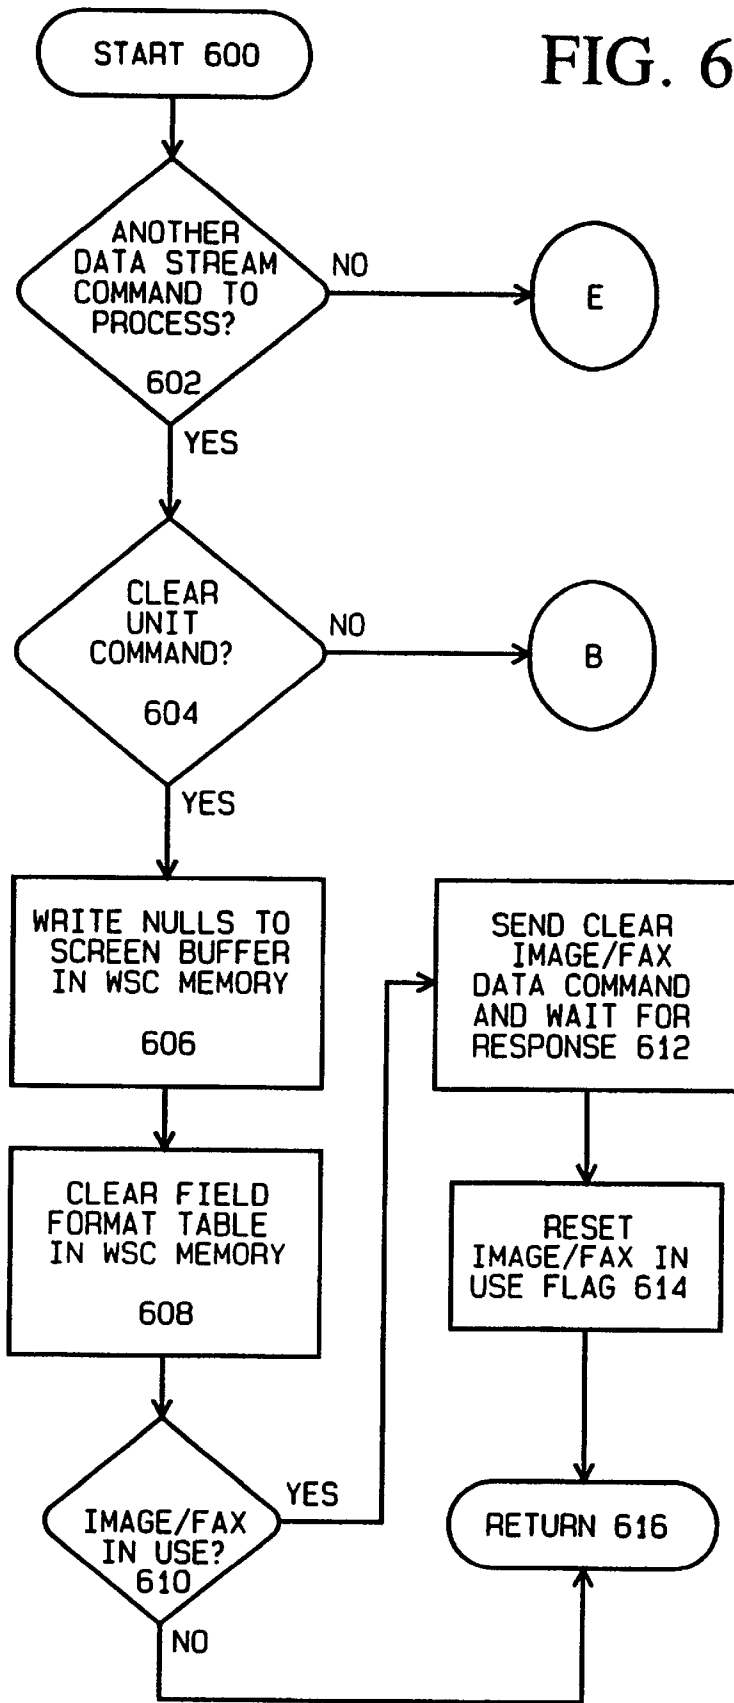 FIG. 6
START 600
ANOTHER
DATA STREAM
COMMAND TO
PROCESS?
602
NO
E
YES
CLEAR
UNIT
COMMAND?
604
NO
B
YES
WRITE NULLS TO
SCREEN BUFFER
IN WSC MEMORY
606
CLEAR FIELD
FORMAT TABLE
IN WSC MEMORY
608
IMAGE/FAX
IN USE?
610
YES
NO
SEND CLEAR
IMAGE/FAX
DATA COMMAND
AND WAIT FOR
RESPONSE 612
RESET
IMAGE/FAX IN
USE FLAG 614
RETURN 616